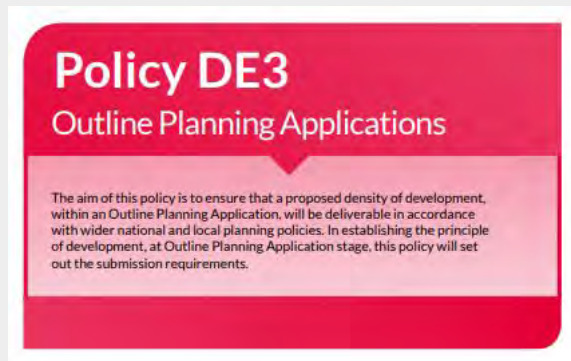 Policy DE3
Outline Planning Applications
The aim of this policy is to ensure that a proposed density of development,
within an Outline Planning Application, will be deliverable in accordance
with wider national and local planning policies. In establishing the principle
of development, at Outline Planning Application stage, this policy will set
out the submission requirements.